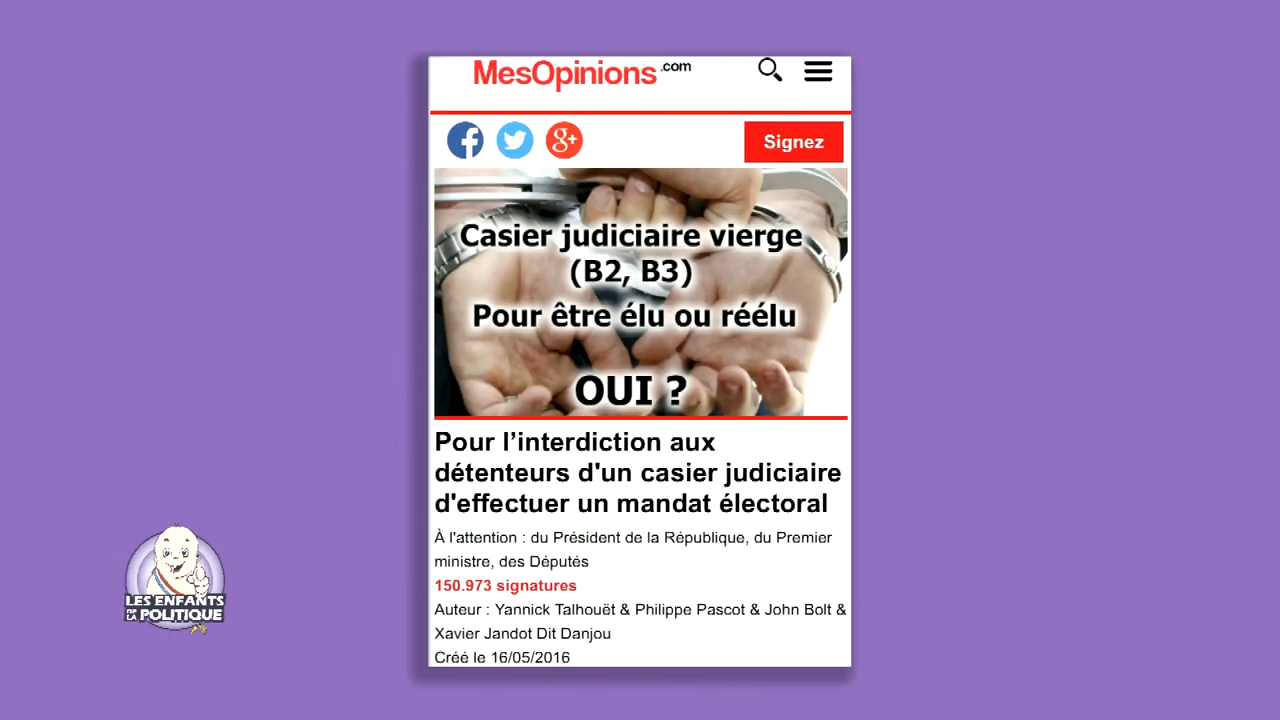 MesOpinions.com
Signez
Casier judiciaire vierge
(B2, B3)
Pour être élu ou réélu
OUI ?
Pour l’interdiction aux
détenteurs d'un casier judiciaire
d'effectuer un mandat électoral
À l'attention : du Président de la République, du Premier
ministre, des Députés
150.973 signatures
Auteur : Yannick Talhouët & Philippe Pascot & John Bolt &
Xavier Jandot Dit Danjou
Créé le 16/05/2016
LES ENFANTS
DE LA POLITIQUE